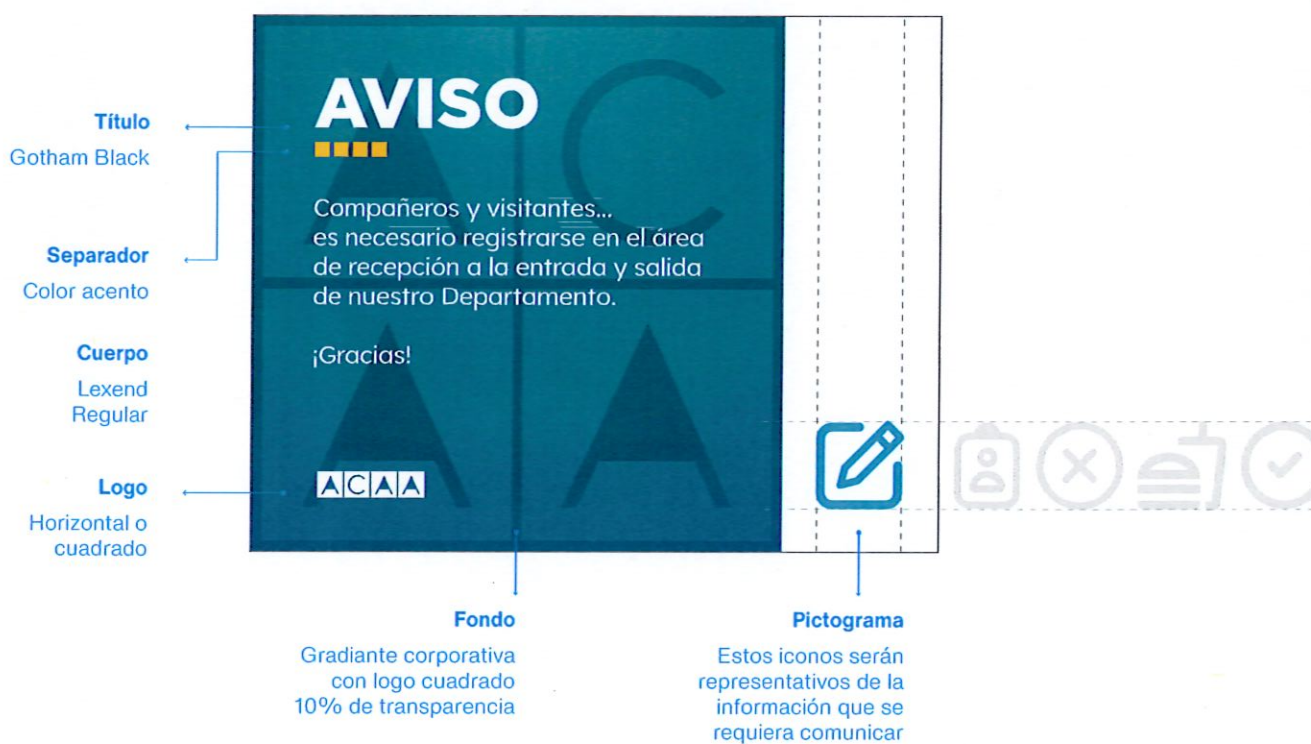 AVISO
Compañeros y visitantes...
es necesario registrarse en el área
de recepción a la entrada y salida
de nuestro Departamento.
¡Gracias!
ACAA
Título
Gotham Black
Separador
Color acento
Cuerpo
Lexend
Regular
Logo
Horizontal o
cuadrado
Fondo
Gradiante corporativa
con logo cuadrado
10% de transparencia
Pictograma
Estos iconos serán
representativos de la
información que se
requiera comunicar
A C
A A